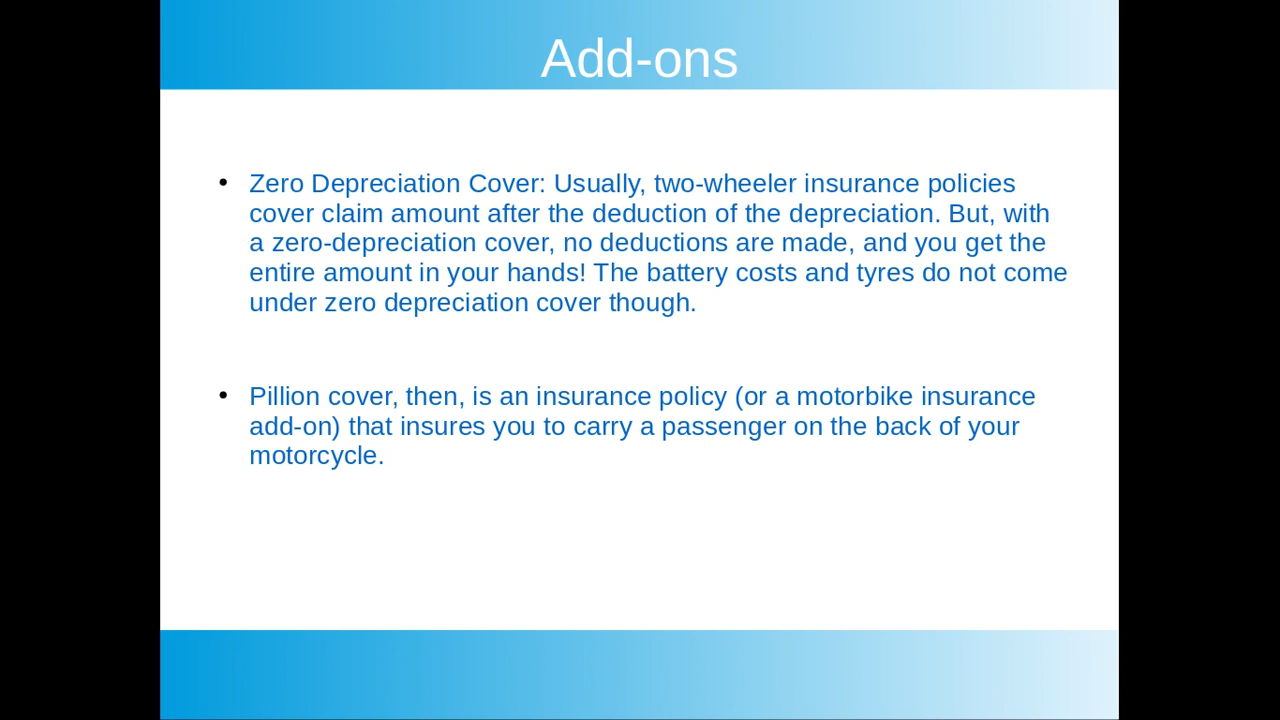 Add-ons
• Zero Depreciation Cover: Usually, two-wheeler insurance policies
cover claim amount after the deduction of the depreciation. But, with
a zero-depreciation cover, no deductions are made, and you get the
entire amount in your hands! The battery costs and tyres do not come
under zero depreciation cover though.
• Pillion cover, then, is an insurance policy (or a motorbike insurance
add-on) that insures you to carry a passenger on the back of your
motorcycle.